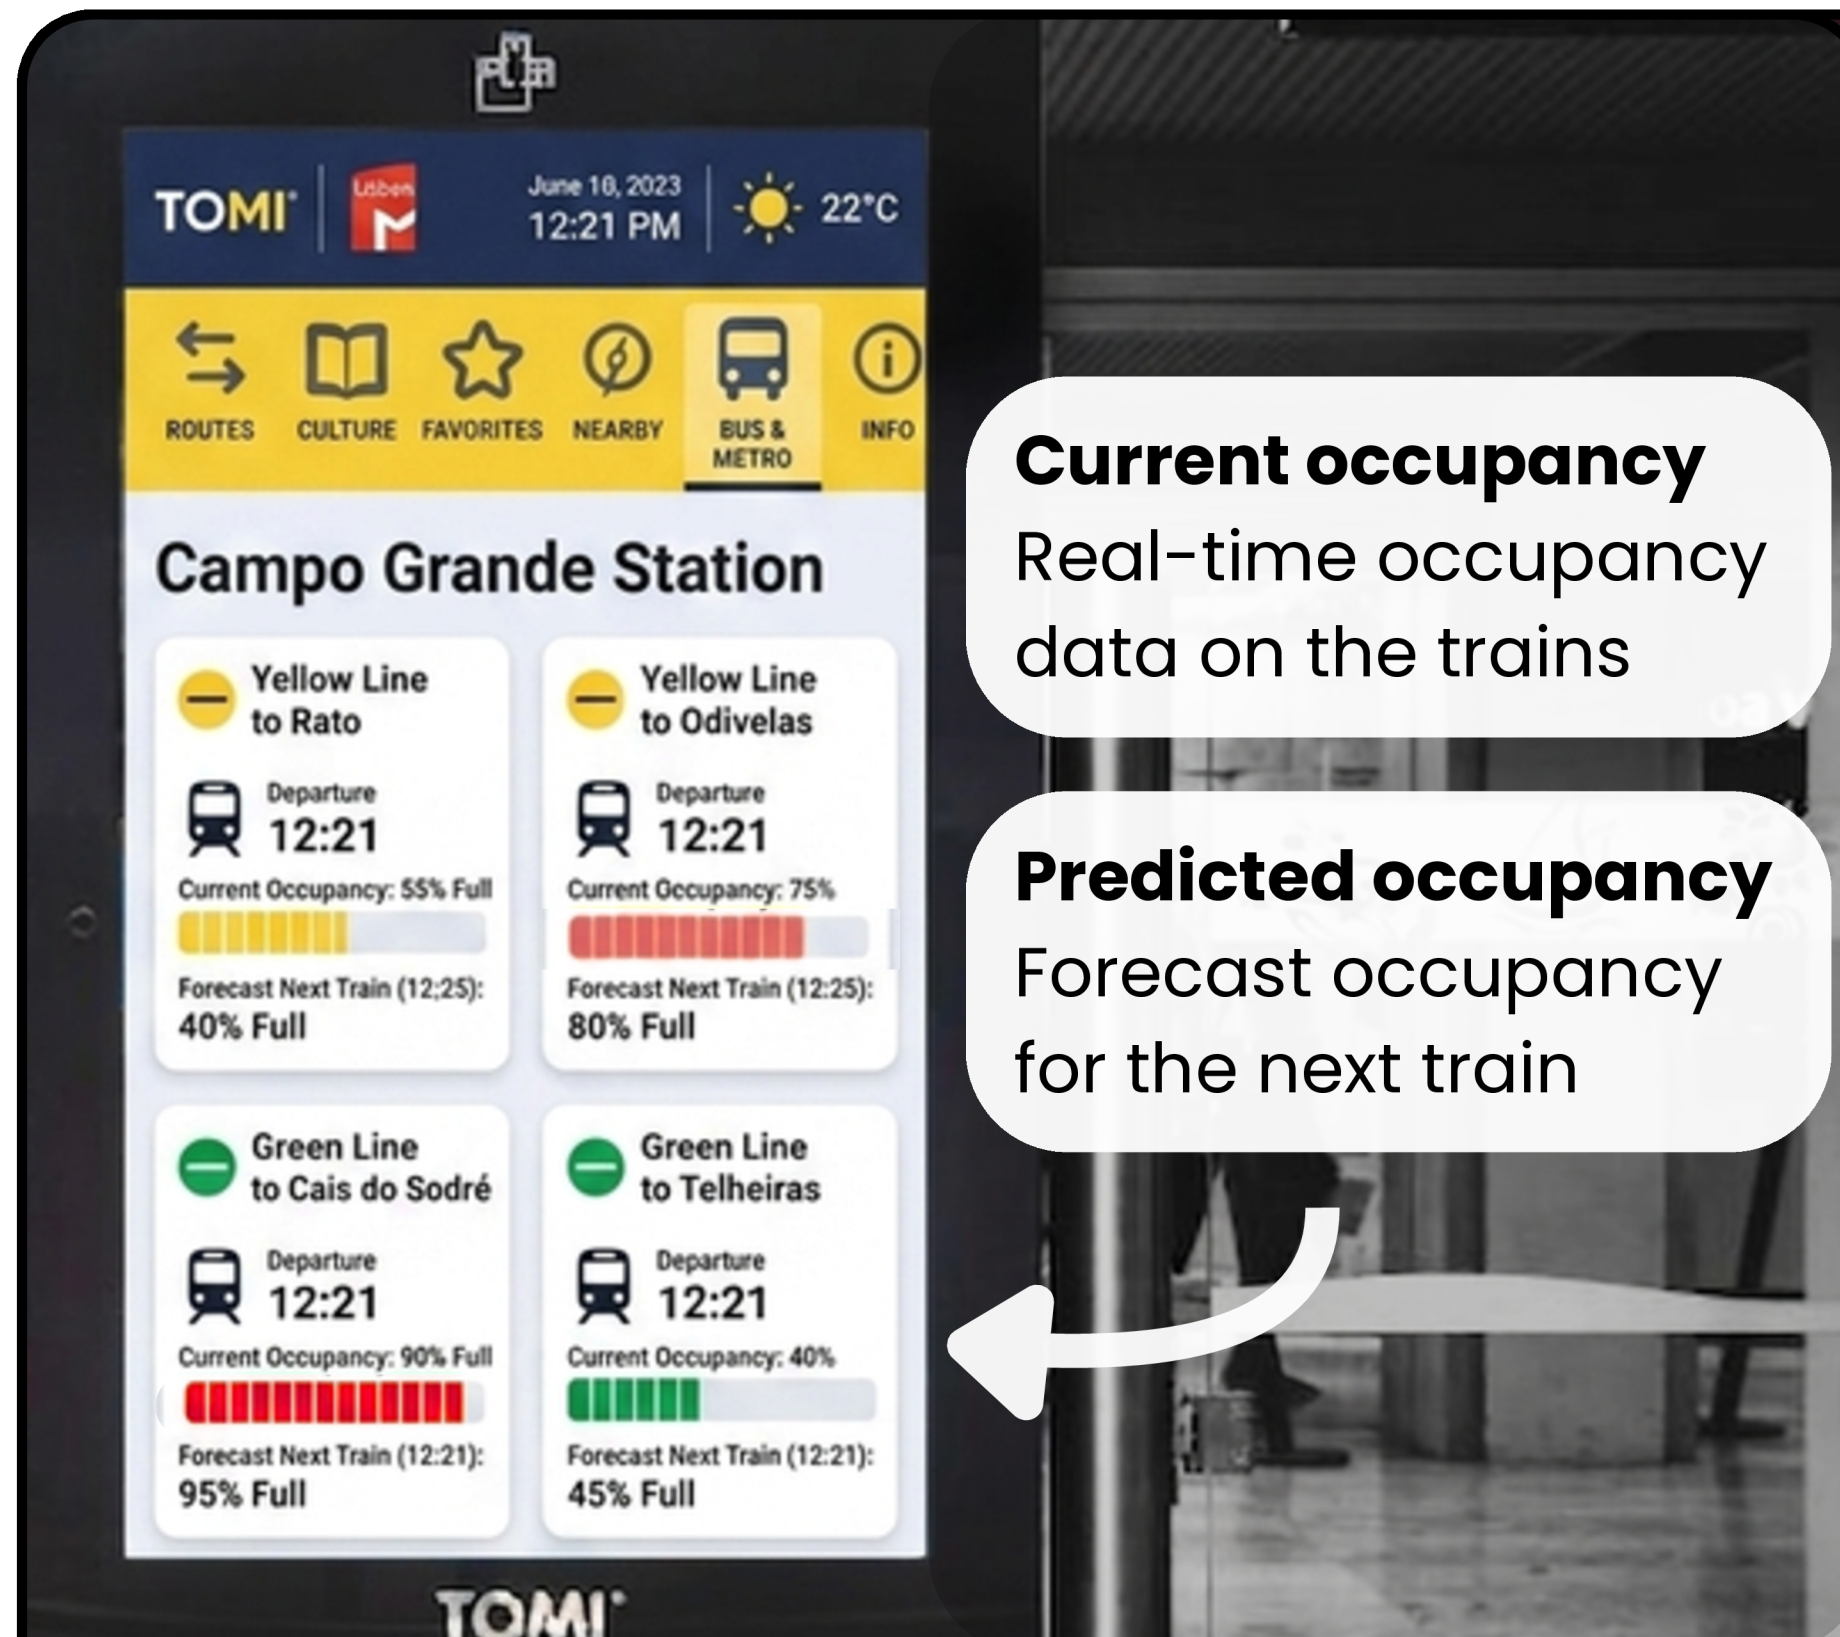 TOMI
Lisbon
June 18, 2023
12:21 PM
22°C
ROUTES
CULTURE
FAVORITES
NEARBY
BUS &
METRO
INFO
Campo Grande Station
Yellow Line
to Rato
Departure
12:21
Current Occupancy: 55% Full
Forecast Next Train (12;25):
40% Full
Yellow Line
to Odivelas
Departure
12:21
Current Occupancy: 75%
Forecast Next Train (12:25):
80% Full
Green Line
to Cais do Sodré
Departure
12:21
Current Occupancy: 90% Full
Forecast Next Train (12:21):
95% Full
Green Line
to Telheiras
Departure
12:21
Current Occupancy: 40%
Forecast Next Train (12:21):
45% Full
TOMI
Current occupancy
Real-time occupancy
data on the trains
Predicted occupancy
Forecast occupancy
for the next train